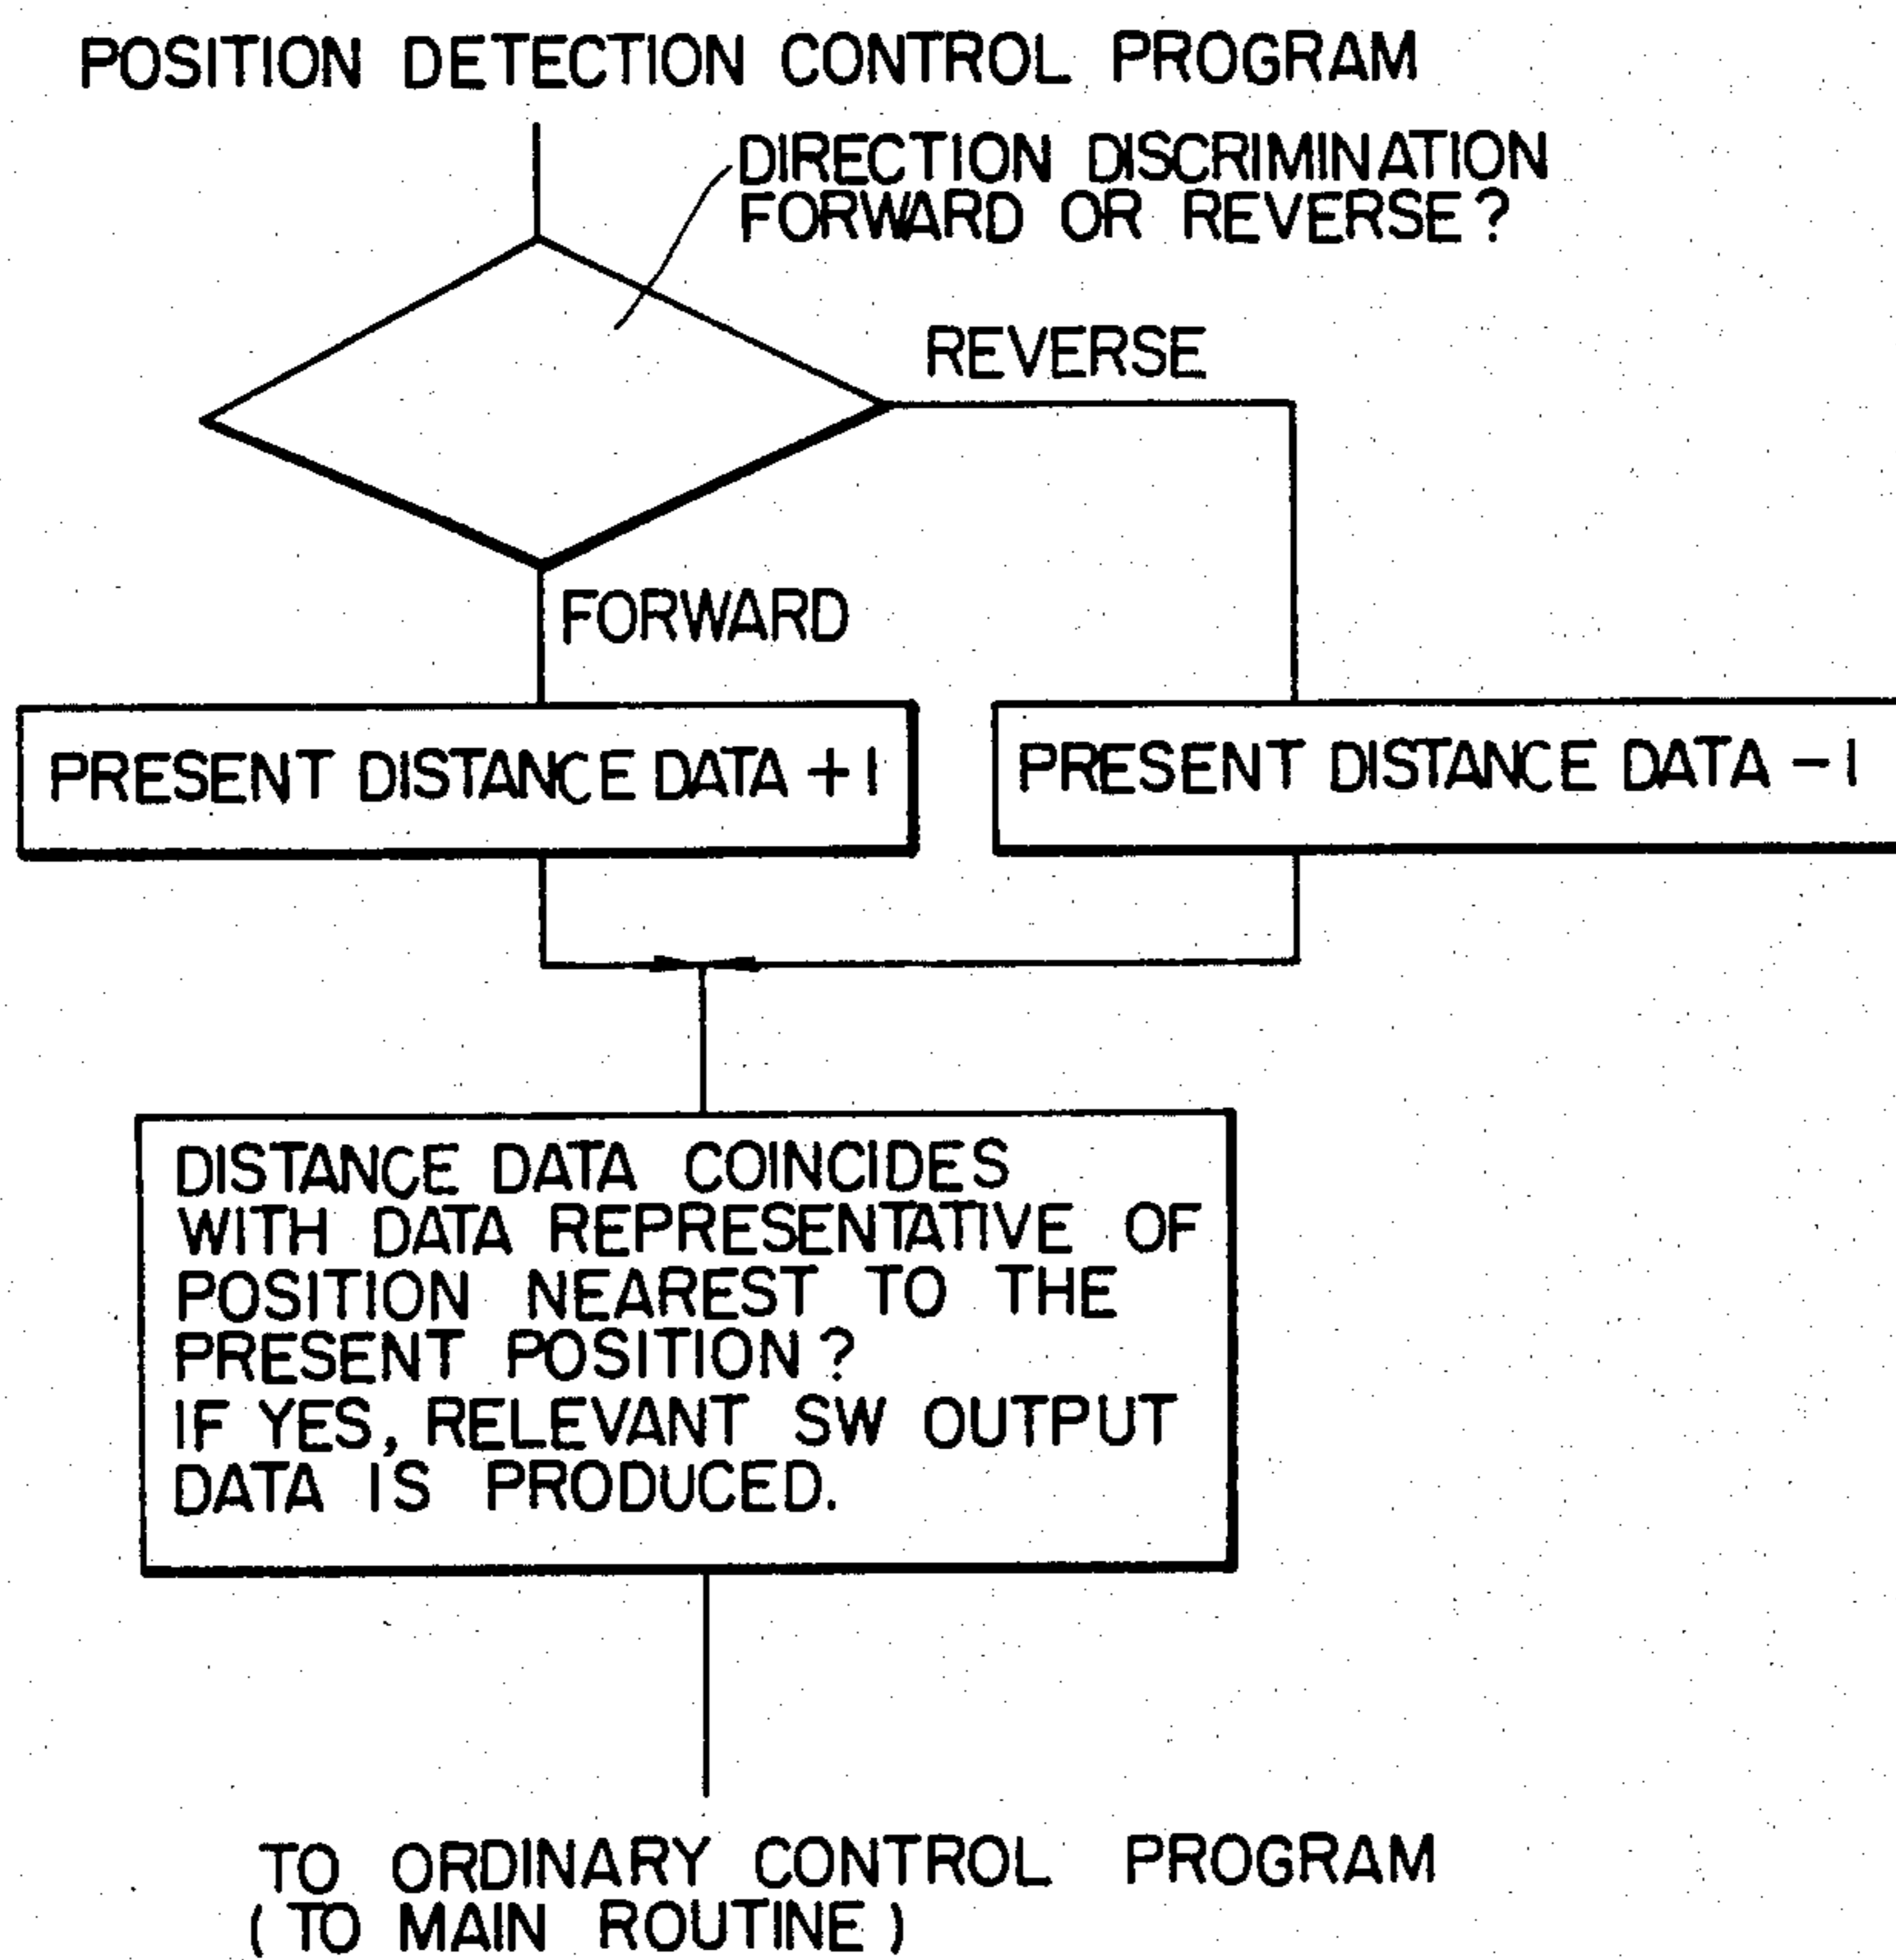 POSITION DETECTION CONTROL PROGRAM
DIRECTION DISCRIMINATION
FORWARD OR REVERSE?
REVERSE
FORWARD
PRESENT DISTANCE DATA +1
PRESENT DISTANCE DATA -1
DISTANCE DATA COINCIDES
WITH DATA REPRESENTATIVE OF
POSITION NEAREST TO THE
PRESENT POSITION?
IF YES, RELEVANT SW OUTPUT
DATA IS PRODUCED.
TO ORDINARY CONTROL PROGRAM
(TO MAIN ROUTINE)